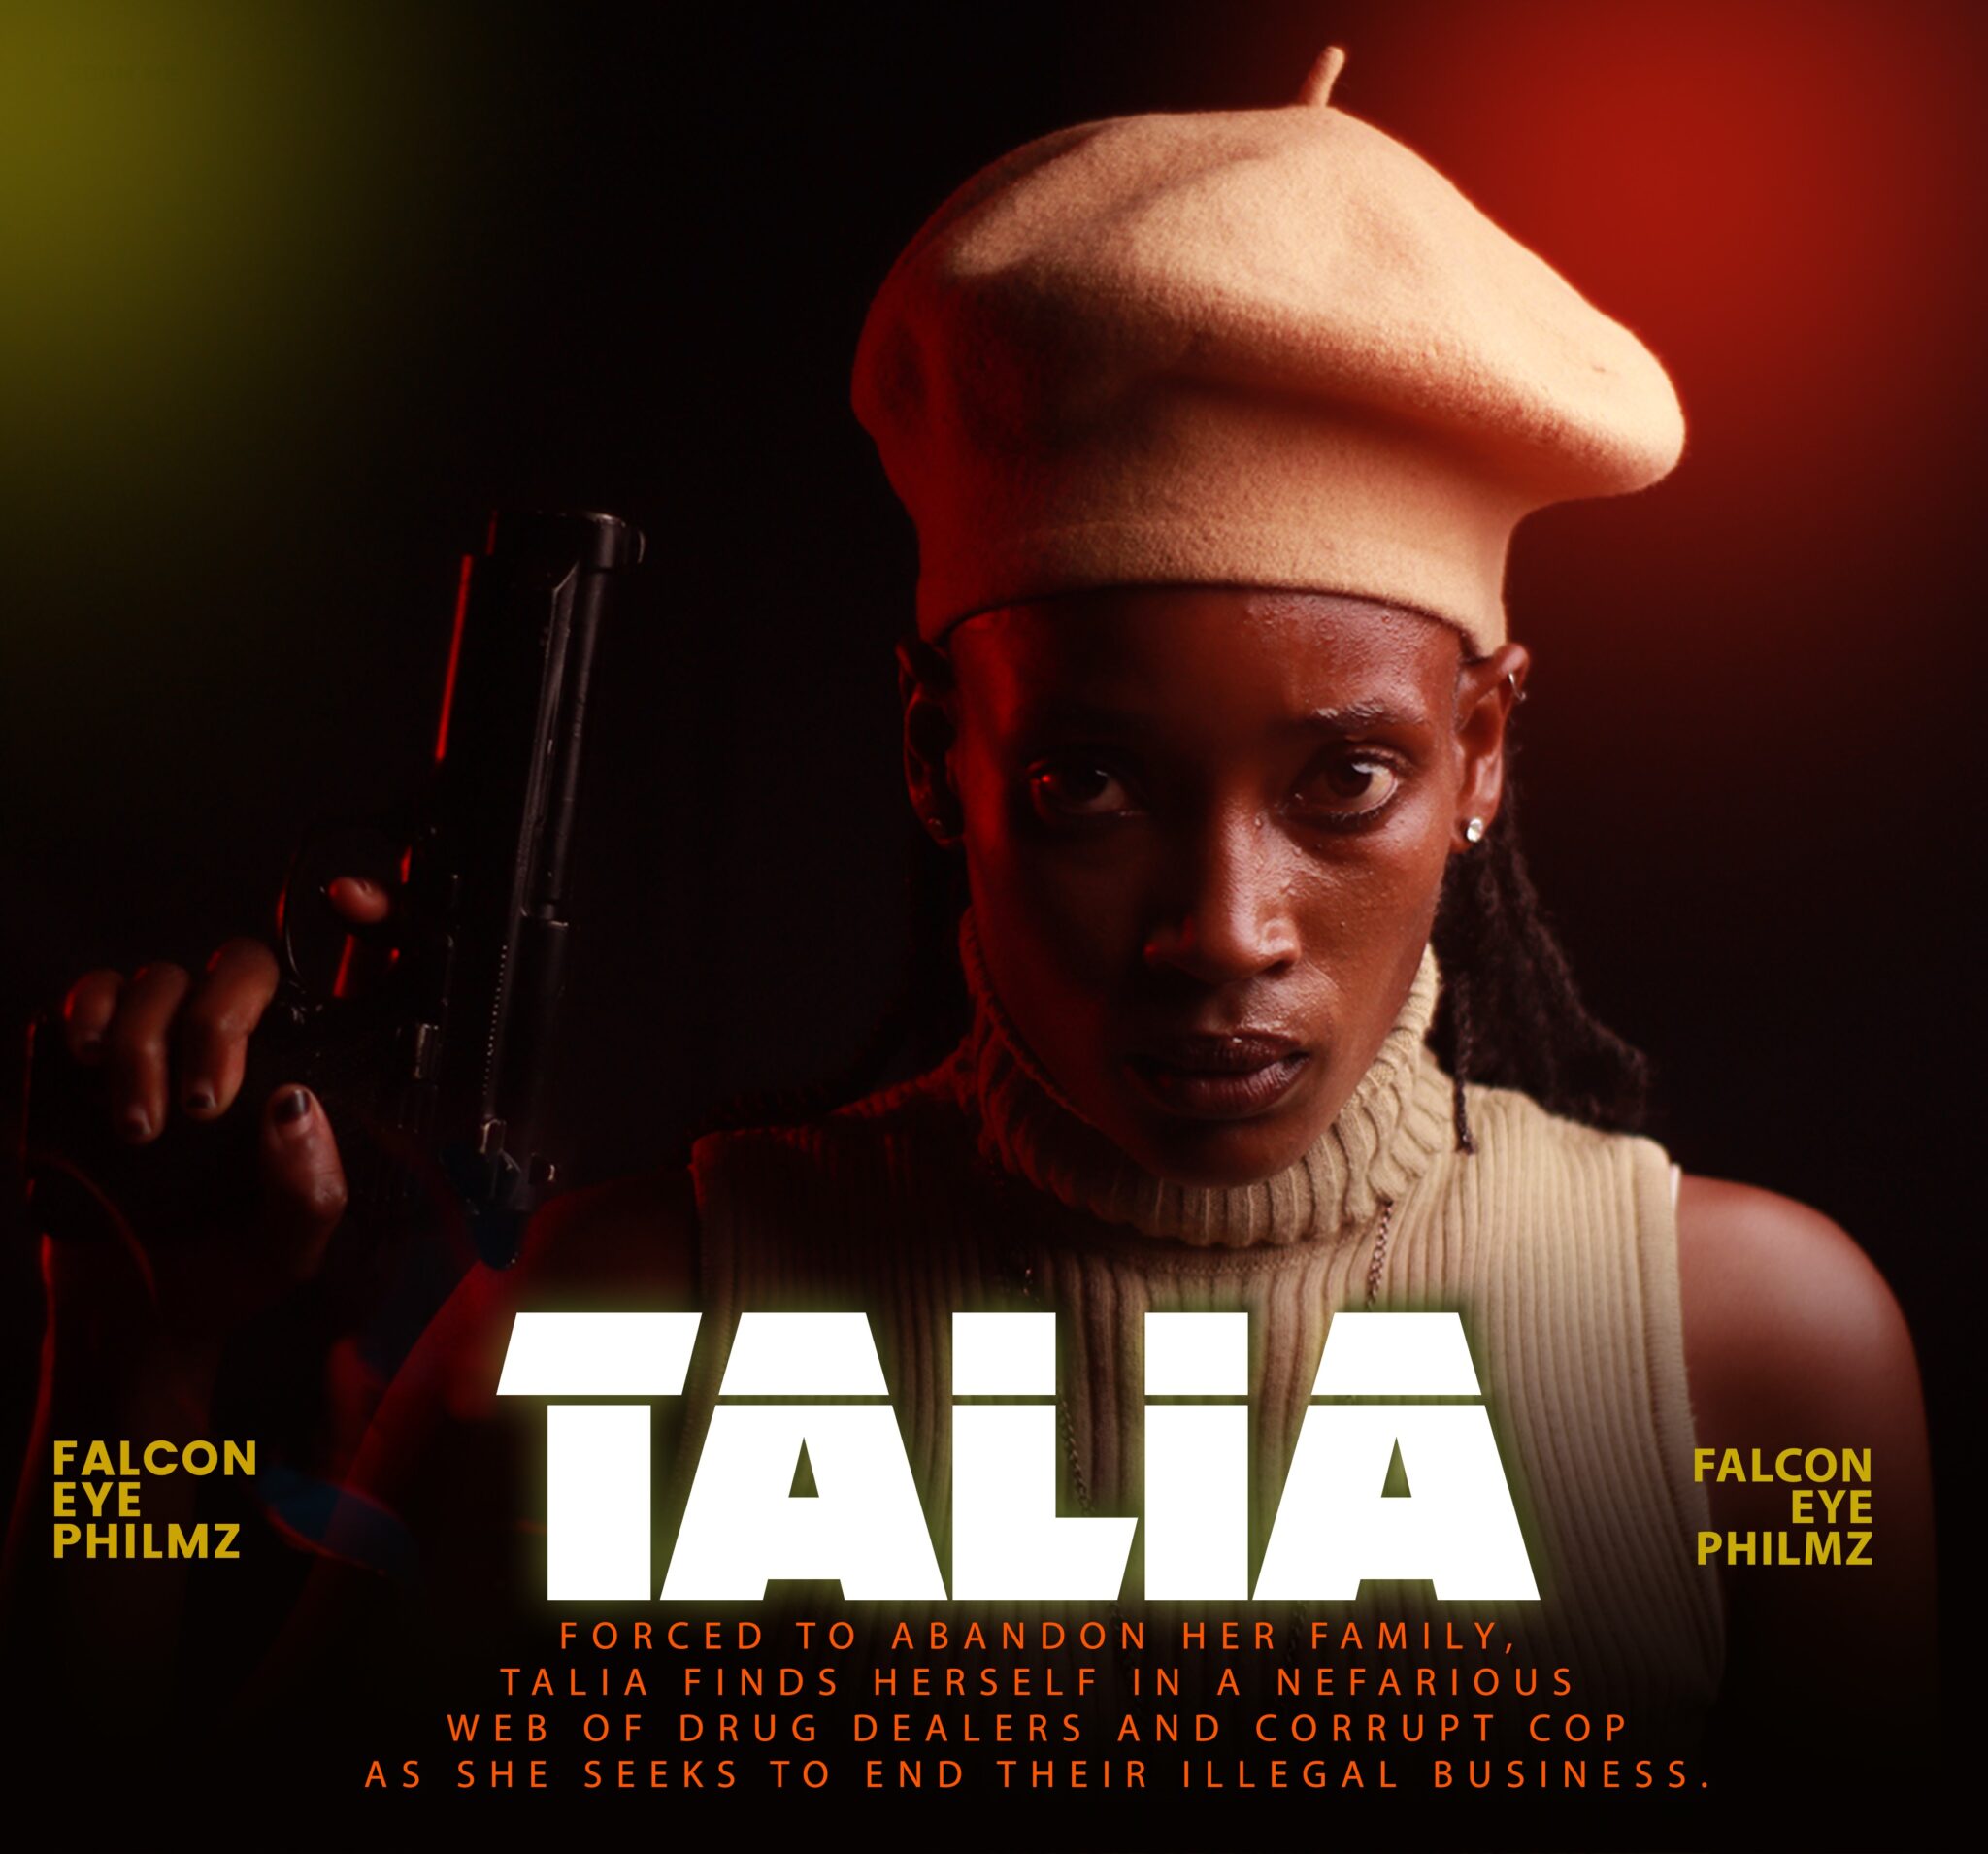 TALIA
FALCON
EYE
PHILMZ
FALCON
EYE
PHILMZ
FORCED TO ABANDON HER FAMILY,
TALIA FINDS HERSELF IN A NEFARIOUS
WEB OF DRUG DEALERS AND CORRUPT COP
AS SHE SEEKS TO END THEIR ILLEGAL BUSINESS.